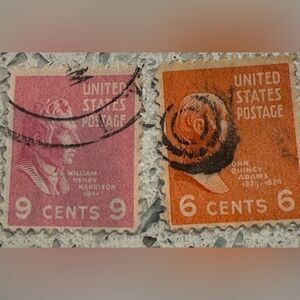 UNITED
STATES
POSTAGE
WILLIAM
HENRY
HARRISON
1841
9 CENTS 9
UNITED
STATES
POSTAGE
JOHN
QUINCY
ADAMS
1825-1829
6 CENTS 6